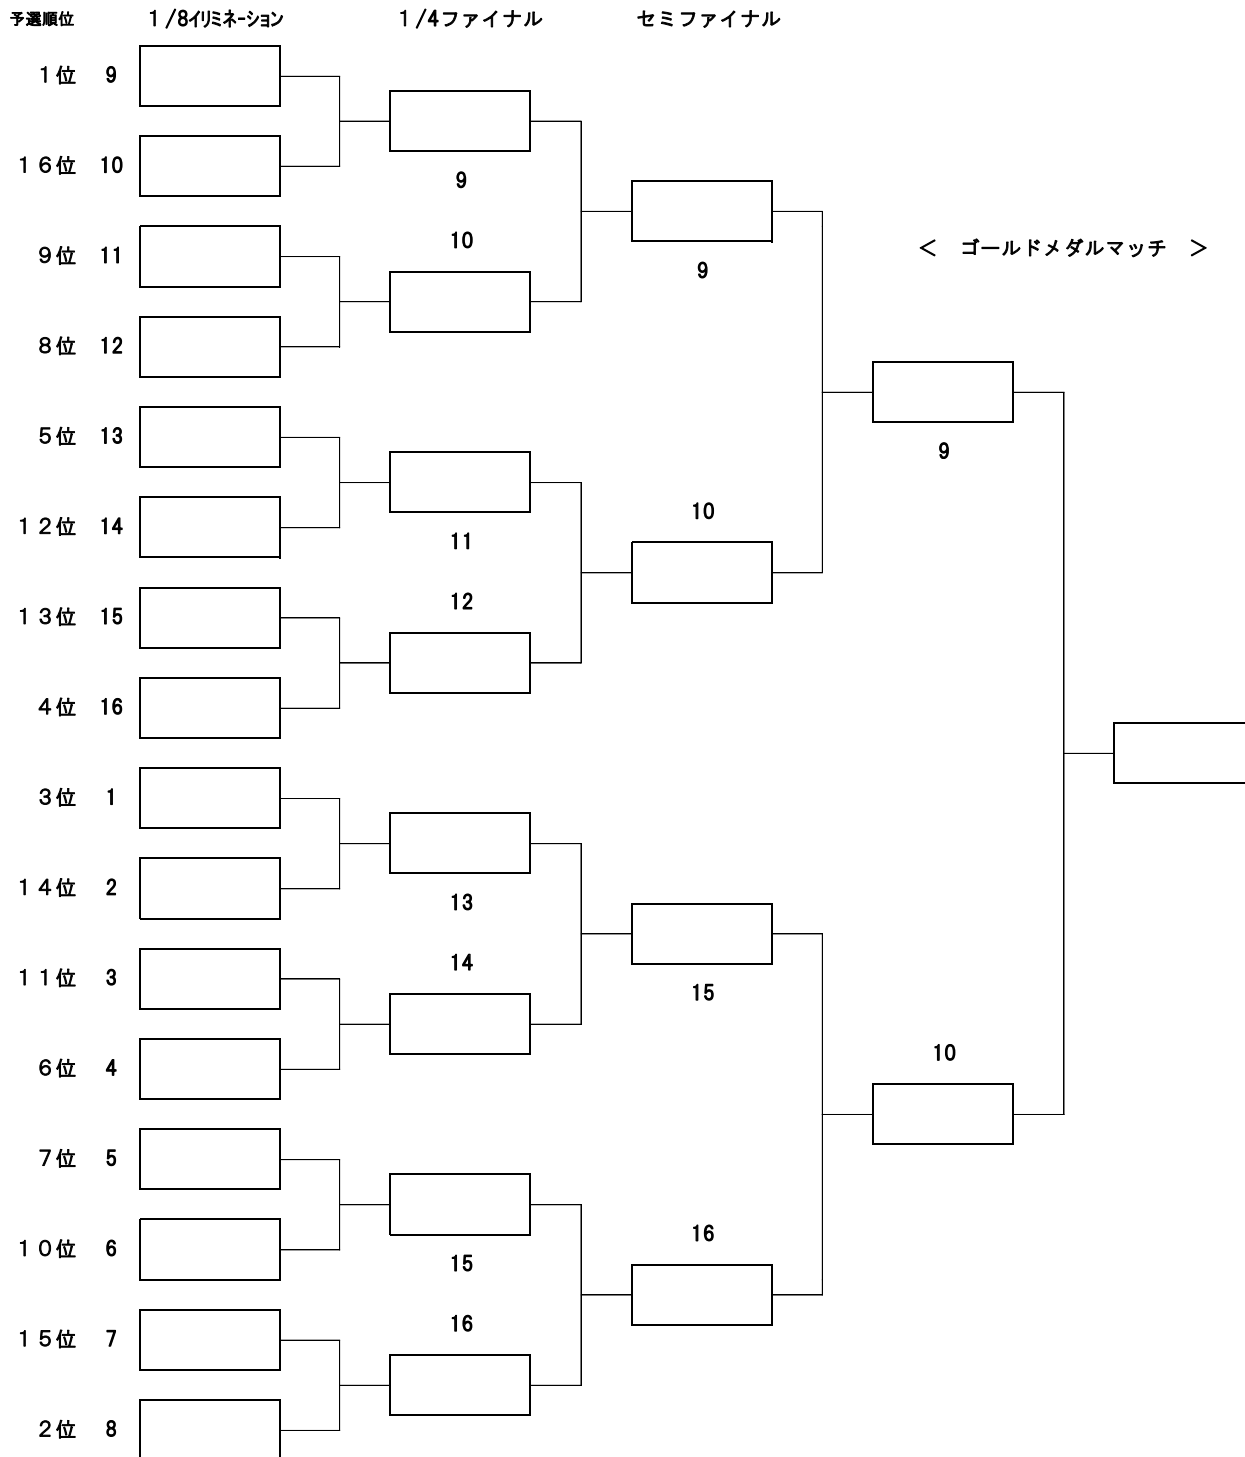 予選順位 1/8イリミネーション 1/4ファイナル セミファイナル
1位 9
16位 10
9
10
9位 11
< ゴールドメダルマッチ >
9
8位 12
5位 13
9
10
12位 14
11
12
13位 15
4位 16
3位 1
14位 2
13
14
11位 3
15
10
6位 4
7位 5
16
10位 6
15
16
15位 7
2位 8